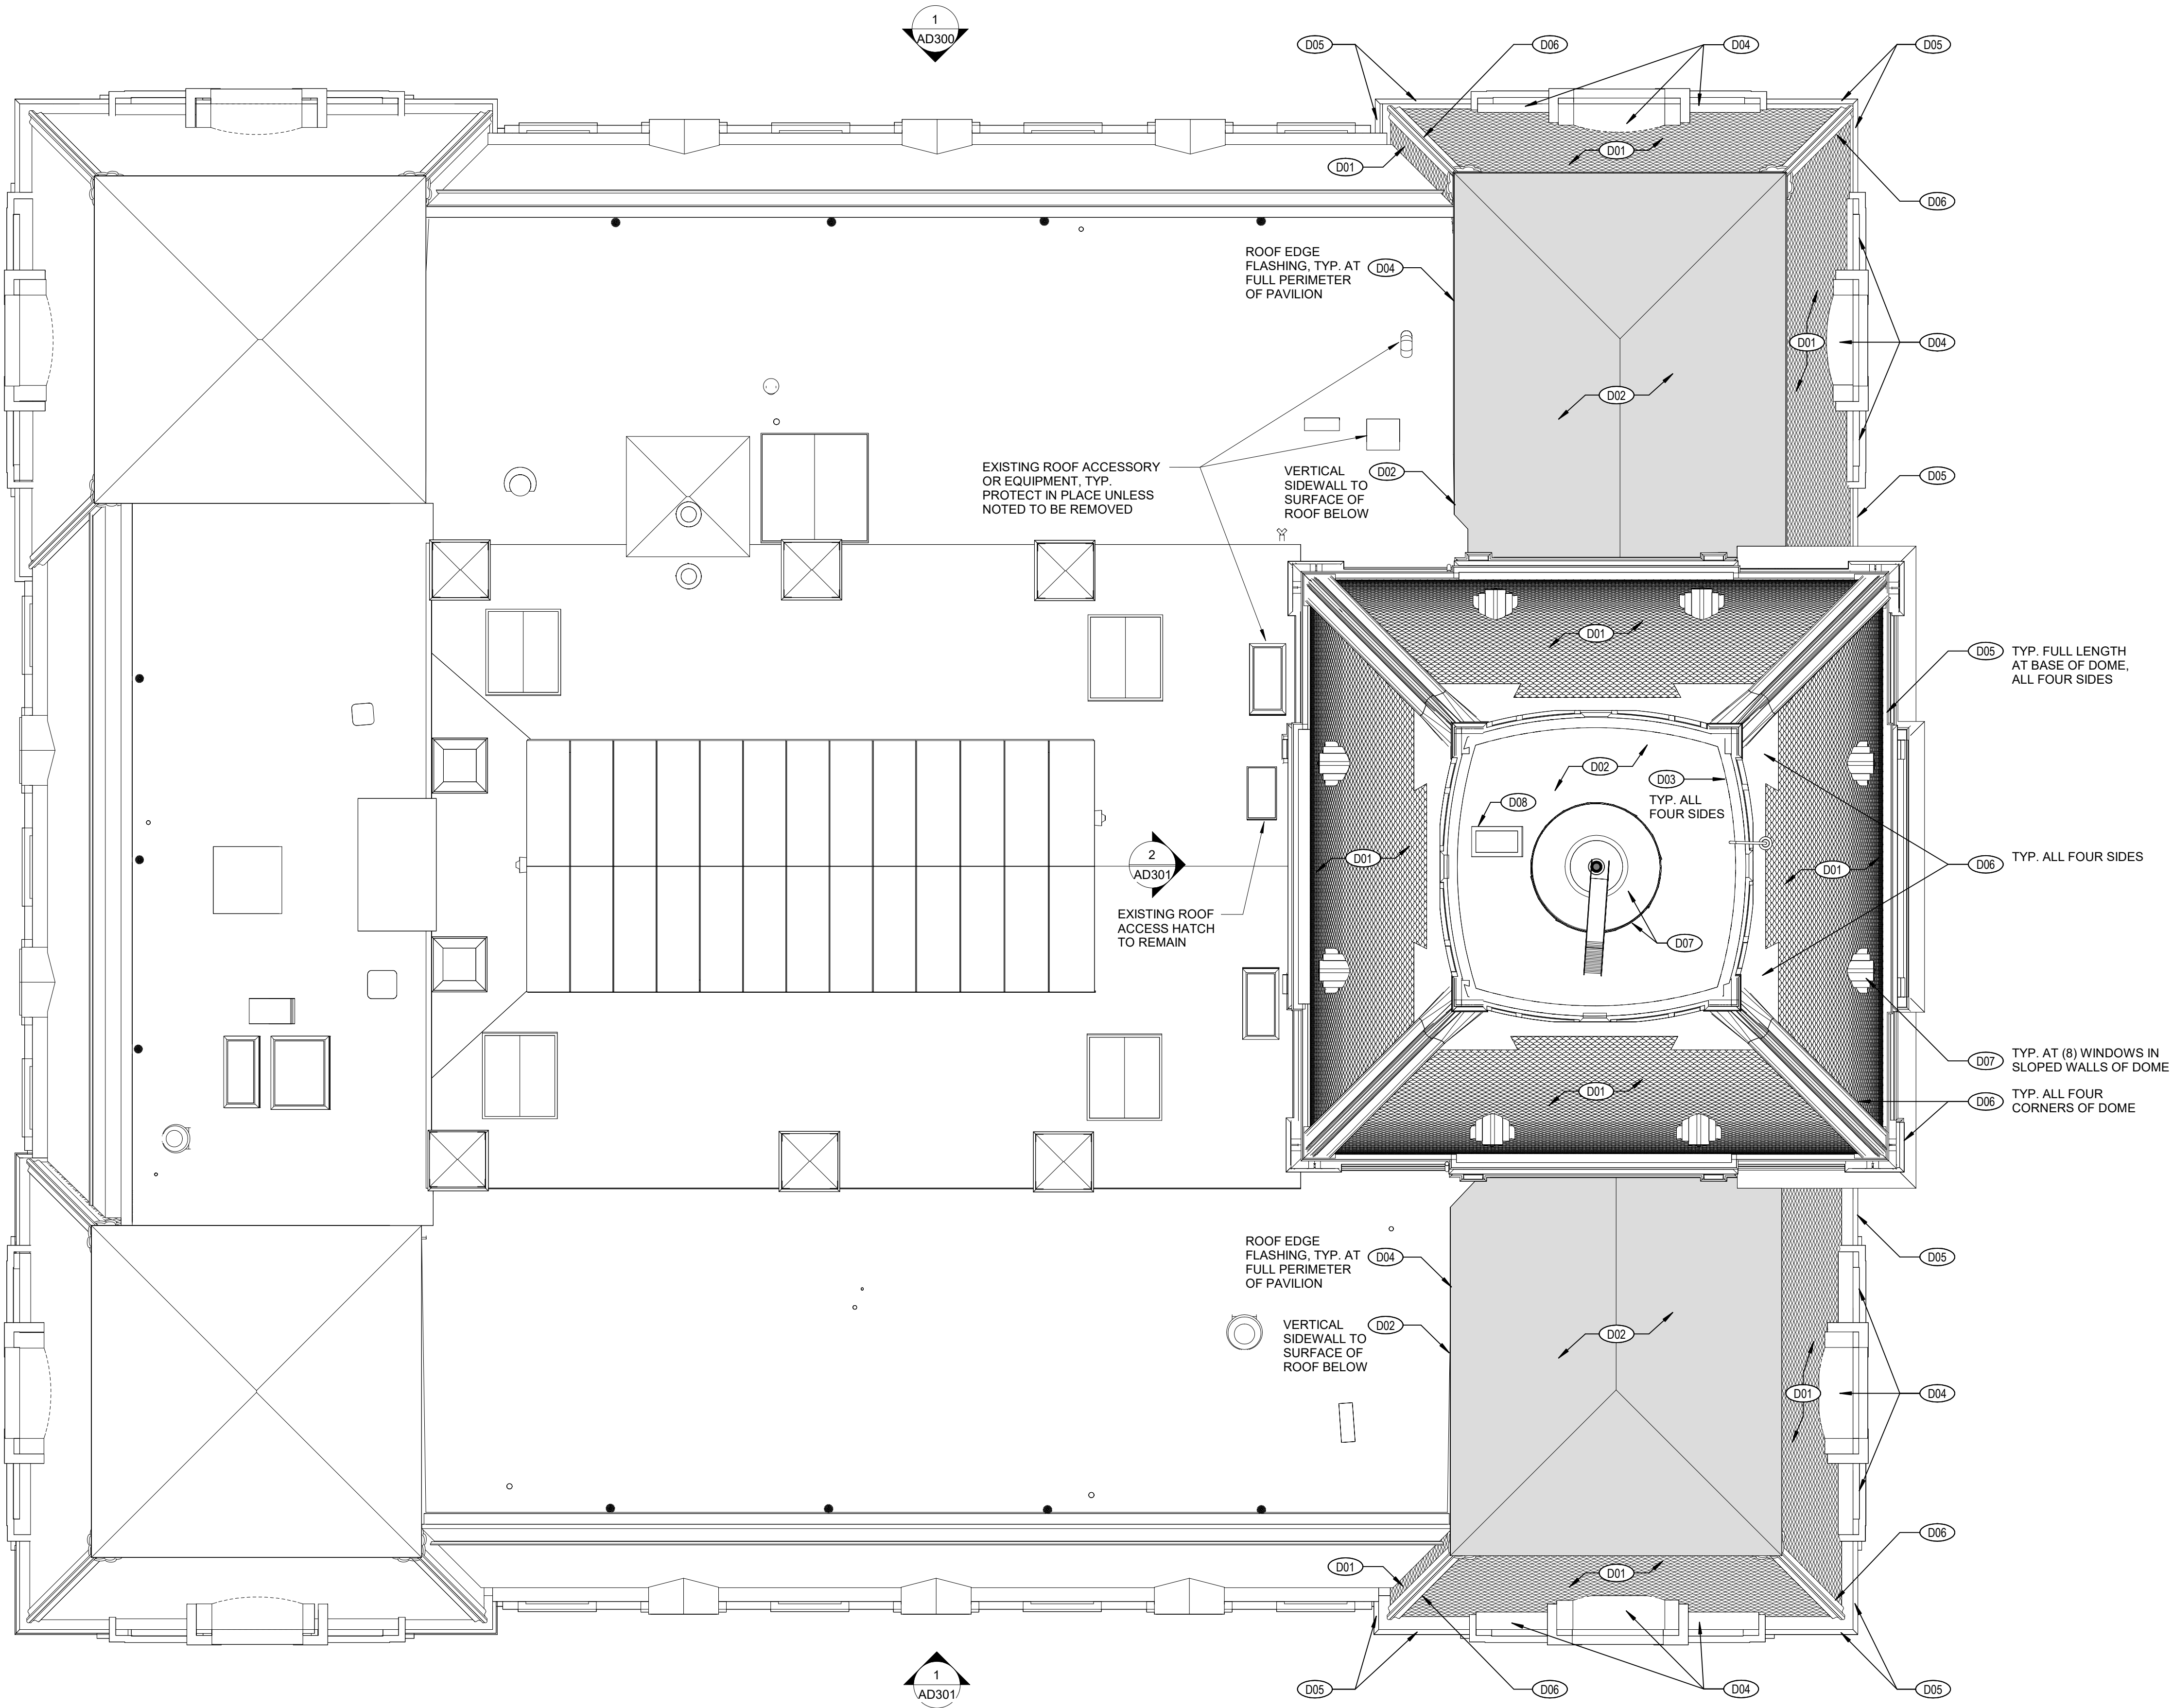 1
AD300
D05
D06
D04
D05
D01
D01
D06
ROOF EDGE
FLASHING, TYP. AT
FULL PERIMETER
OF PAVILION
D04
D01
D04
D02
EXISTING ROOF ACCESSORY
OR EQUIPMENT, TYP.
PROTECT IN PLACE UNLESS
NOTED TO BE REMOVED
VERTICAL
SIDEWALL TO
SURFACE OF
ROOF BELOW
D02
D05
D01
D05
TYP. FULL LENGTH
AT BASE OF DOME,
ALL FOUR SIDES
D02
D03
TYP. ALL
FOUR SIDES
D08
2
AD301
D01
D01
D06
TYP. ALL FOUR SIDES
EXISTING ROOF
ACCESS HATCH
TO REMAIN
D07
D07
TYP. AT (8) WINDOWS IN
SLOPED WALLS OF DOME
D01
D06
TYP. ALL FOUR
CORNERS OF DOME
ROOF EDGE
FLASHING, TYP. AT
FULL PERIMETER
OF PAVILION
D04
D05
VERTICAL
SIDEWALL TO
SURFACE OF
ROOF BELOW
D02
D02
D01
D04
D06
D01
D01
1
AD301
D05
D06
D04
D05